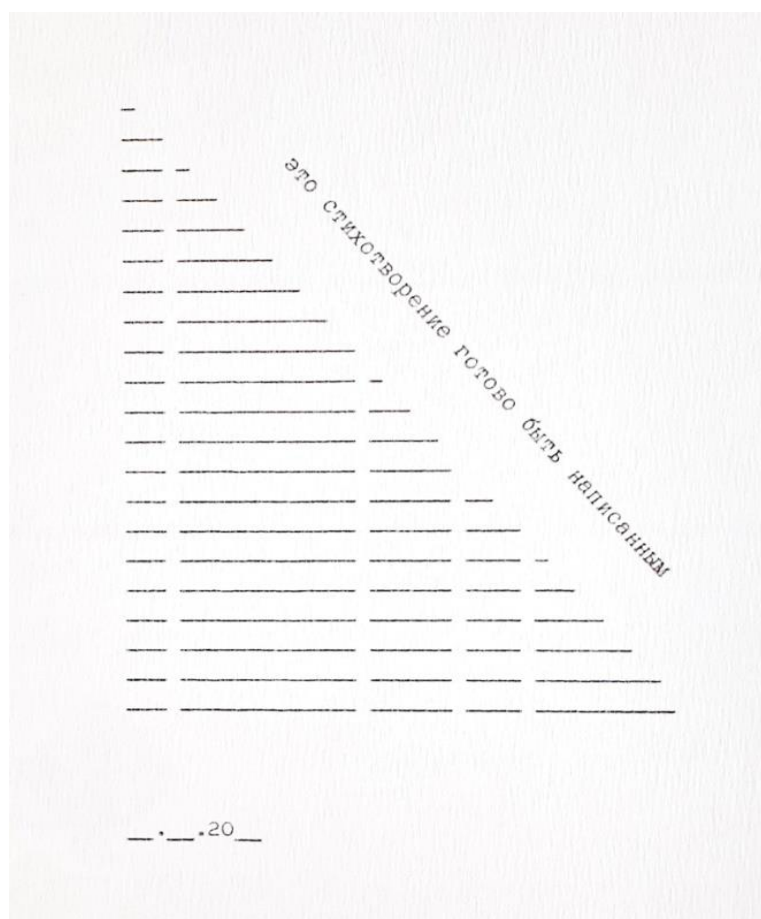 это стихотворение готово быть написанным
__.__.20__